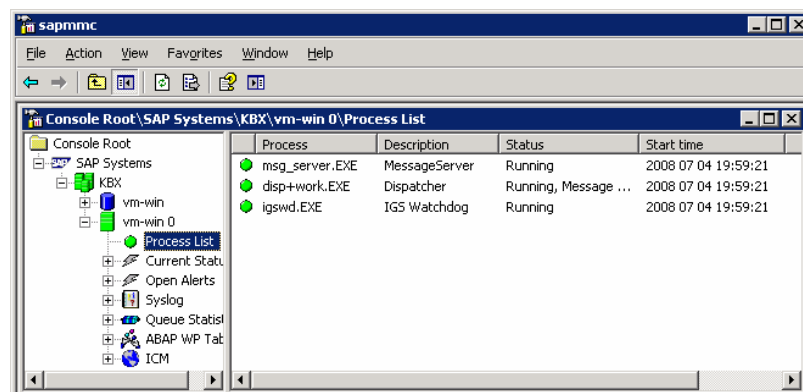 sapmmc
File Action View Favorites Window Help
Console Root\SAP Systems\KBX\vm-win 0\Process List
Console Root
SAP SAP Systems
KBX
vm-win
vm-win 0
Process List
Current Statu
Open Alerts
Syslog
Queue Statist
ABAP WP Tab
ICM
Process Description Status Start time
msg_server.EXE MessageServer Running 2008 07 04 19:59:21
disp+work.EXE Dispatcher Running, Message ... 2008 07 04 19:59:21
igswd.EXE IGS Watchdog Running 2008 07 04 19:59:21